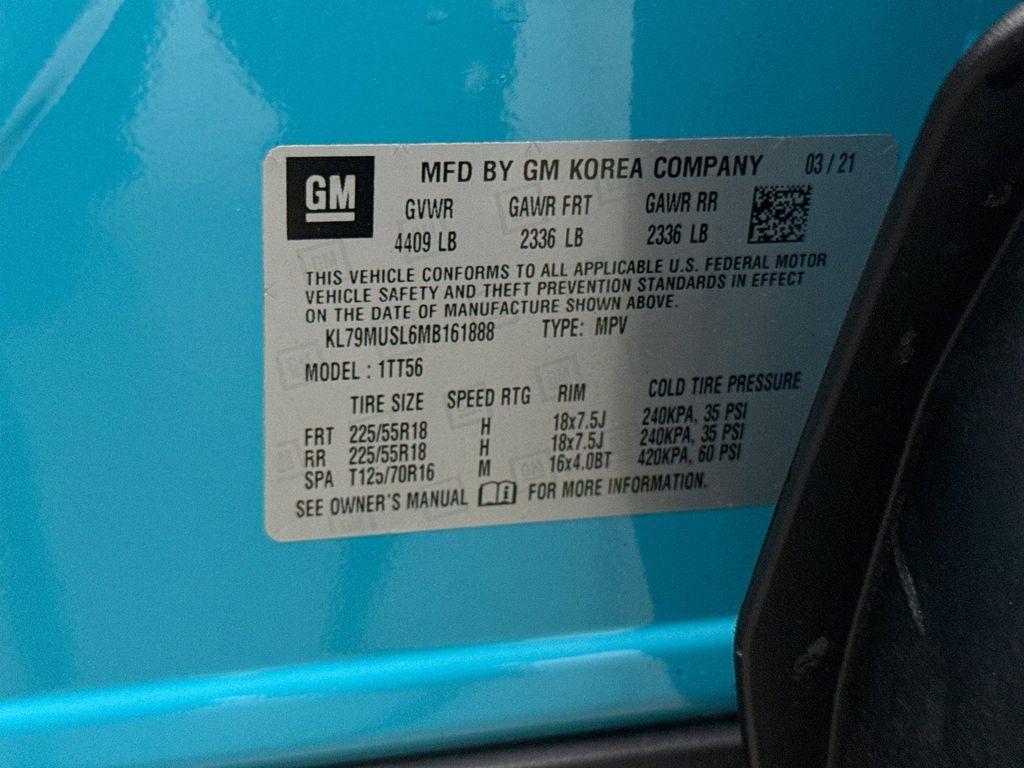 GM
MFD BY GM KOREA COMPANY 03 / 21
GVWR GAWR FRT GAWR RR
4409 LB 2336 LB 2336 LB
THIS VEHICLE CONFORMS TO ALL APPLICABLE U.S. FEDERAL MOTOR
VEHICLE SAFETY AND THEFT PREVENTION STANDARDS IN EFFECT
ON THE DATE OF MANUFACTURE SHOWN ABOVE.
KL79MUSL6MB161888 TYPE: MPV
MODEL : 1TT56
TIRE SIZE SPEED RTG RIM COLD TIRE PRESSURE
FRT 225/55R18 H 18x7.5J 240KPA, 35 PSI
RR 225/55R18 H 18x7.5J 240KPA, 35 PSI
SPA T125/70R16 M 16x4.0BT 420KPA, 60 PSI
SEE OWNER'S MANUAL FOR MORE INFORMATION.